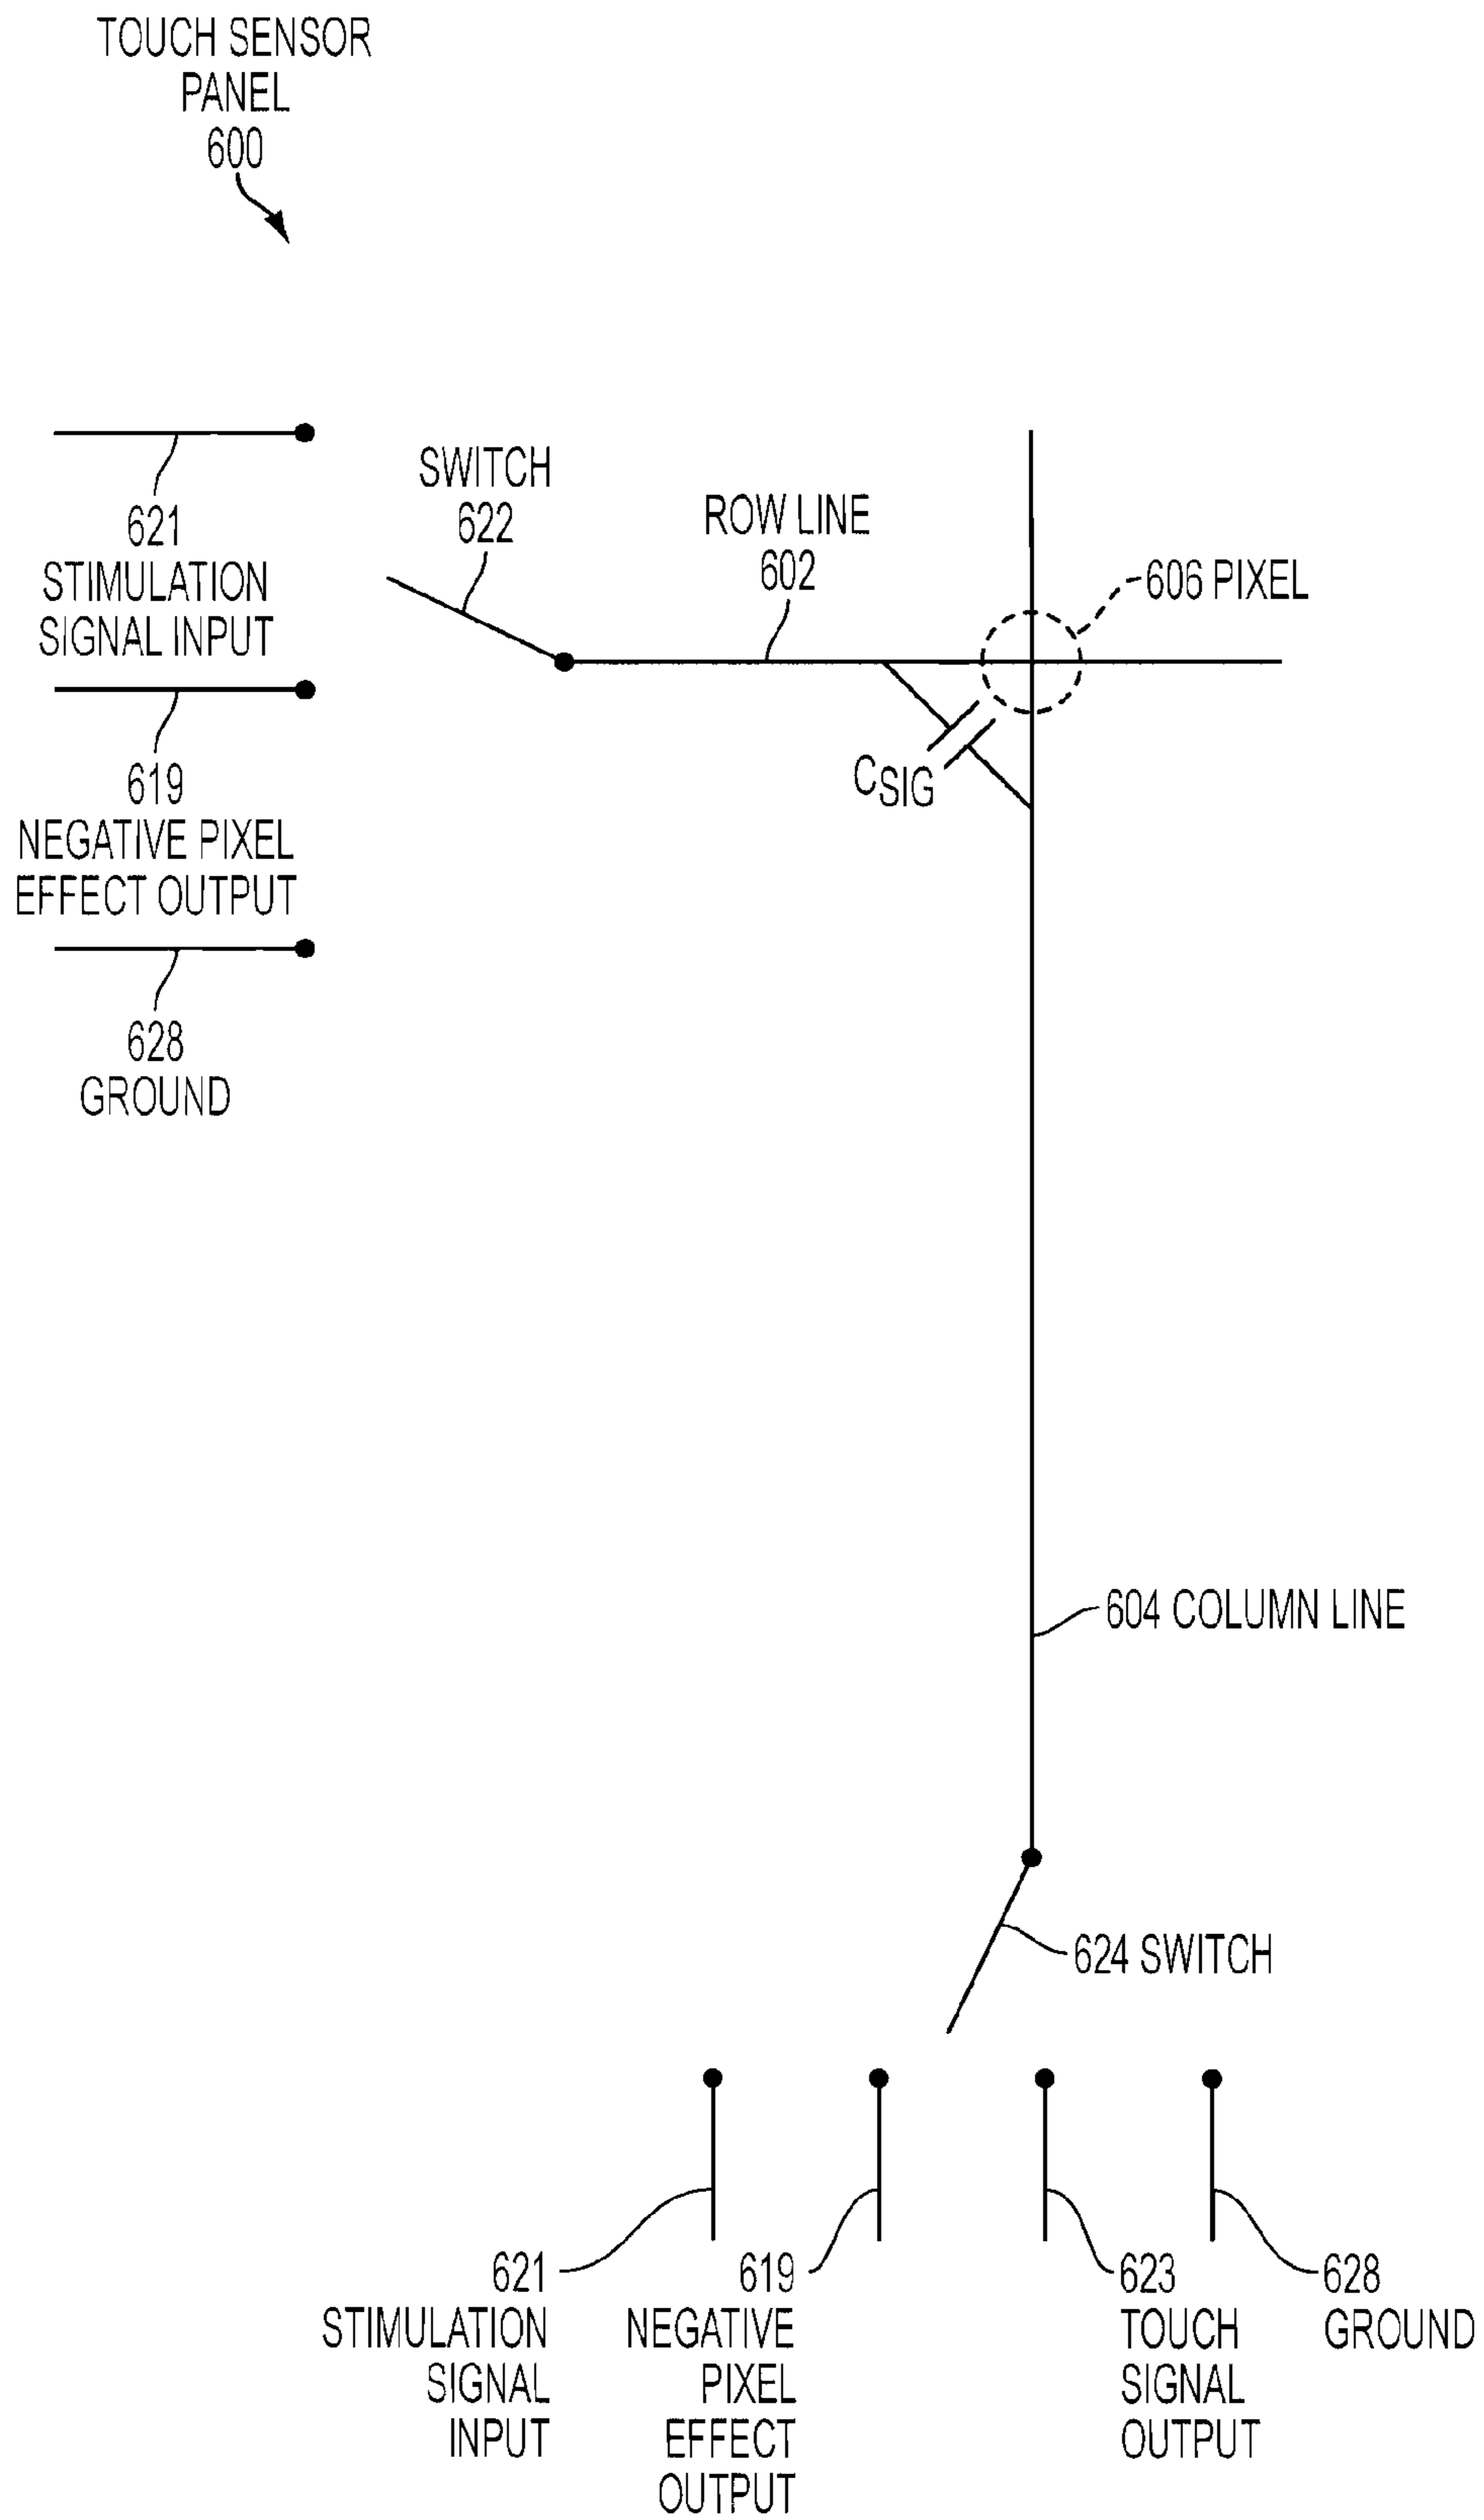 TOUCH SENSOR
PANEL
600
621
STIMULATION
SIGNAL INPUT
SWITCH
622
ROW LINE
602
606 PIXEL
619
NEGATIVE PIXEL
EFFECT OUTPUT
CSIG
628
GROUND
604 COLUMN LINE
624 SWITCH
621
STIMULATION
SIGNAL
INPUT
619
NEGATIVE
PIXEL
EFFECT
OUTPUT
623
TOUCH
SIGNAL
OUTPUT
628
GROUND